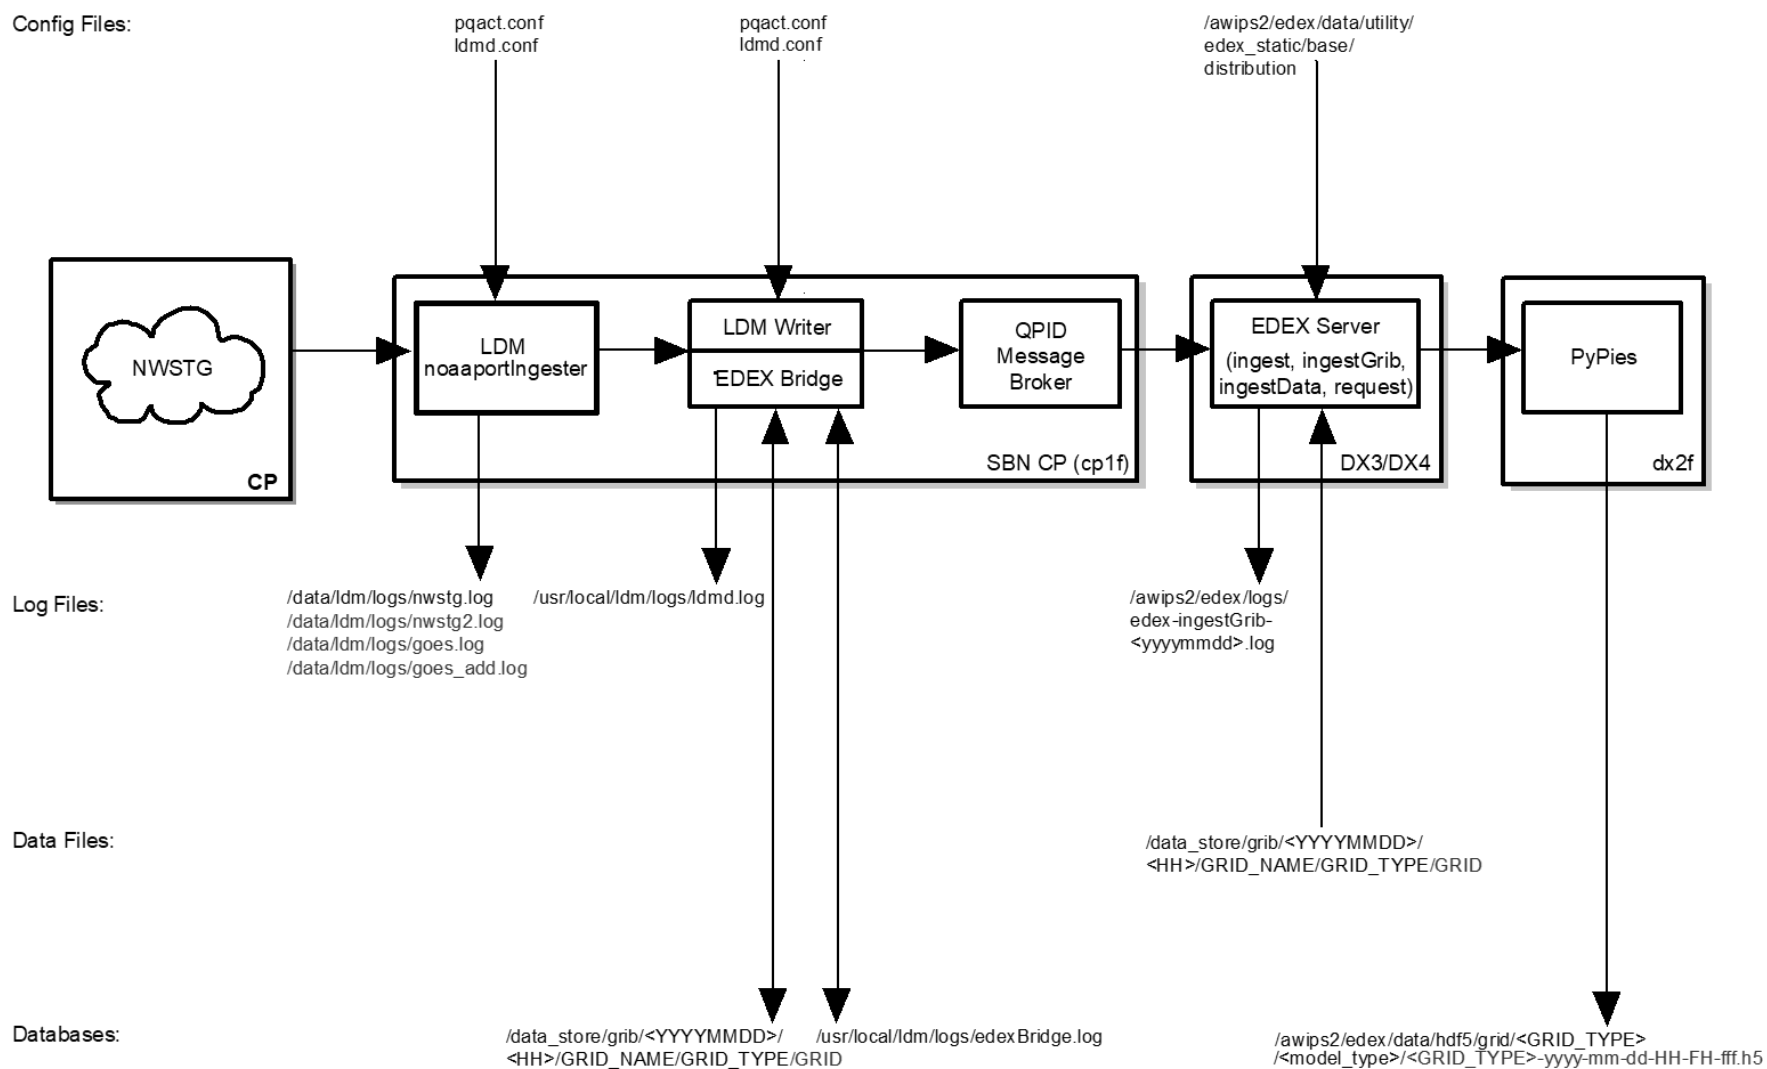 Config Files:
pqact.conf
ldmd.conf
pqact.conf
ldmd.conf
/awips2/edex/data/utility/
edex_static/base/
distribution
NWSTG
CP
LDM
noaaportIngester
LDM Writer
EDEX Bridge
QPID
Message
Broker
SBN CP (cp1f)
EDEX Server
(ingest, ingestGrib,
ingestData, request)
DX3/DX4
PyPies
dx2f
Log Files:
/data/ldm/logs/nwstg.log
/data/ldm/logs/nwstg2.log
/data/ldm/logs/goes.log
/data/ldm/logs/goes_add.log
/usr/local/ldm/logs/ldmd.log
/awips2/edex/logs/
edex-ingestGrib-
<yyyymmdd>.log
Data Files:
/data_store/grib/<YYYYMMDD>/
<HH>/GRID_NAME/GRID_TYPE/GRID
Databases:
/data_store/grib/<YYYYMMDD>/
<HH>/GRID_NAME/GRID_TYPE/GRID
/usr/local/ldm/logs/edexBridge.log
/awips2/edex/data/hdf5/grid/<GRID_TYPE>
/<model_type>/<GRID_TYPE>-yyyy-mm-dd-HH-FH-fff.h5